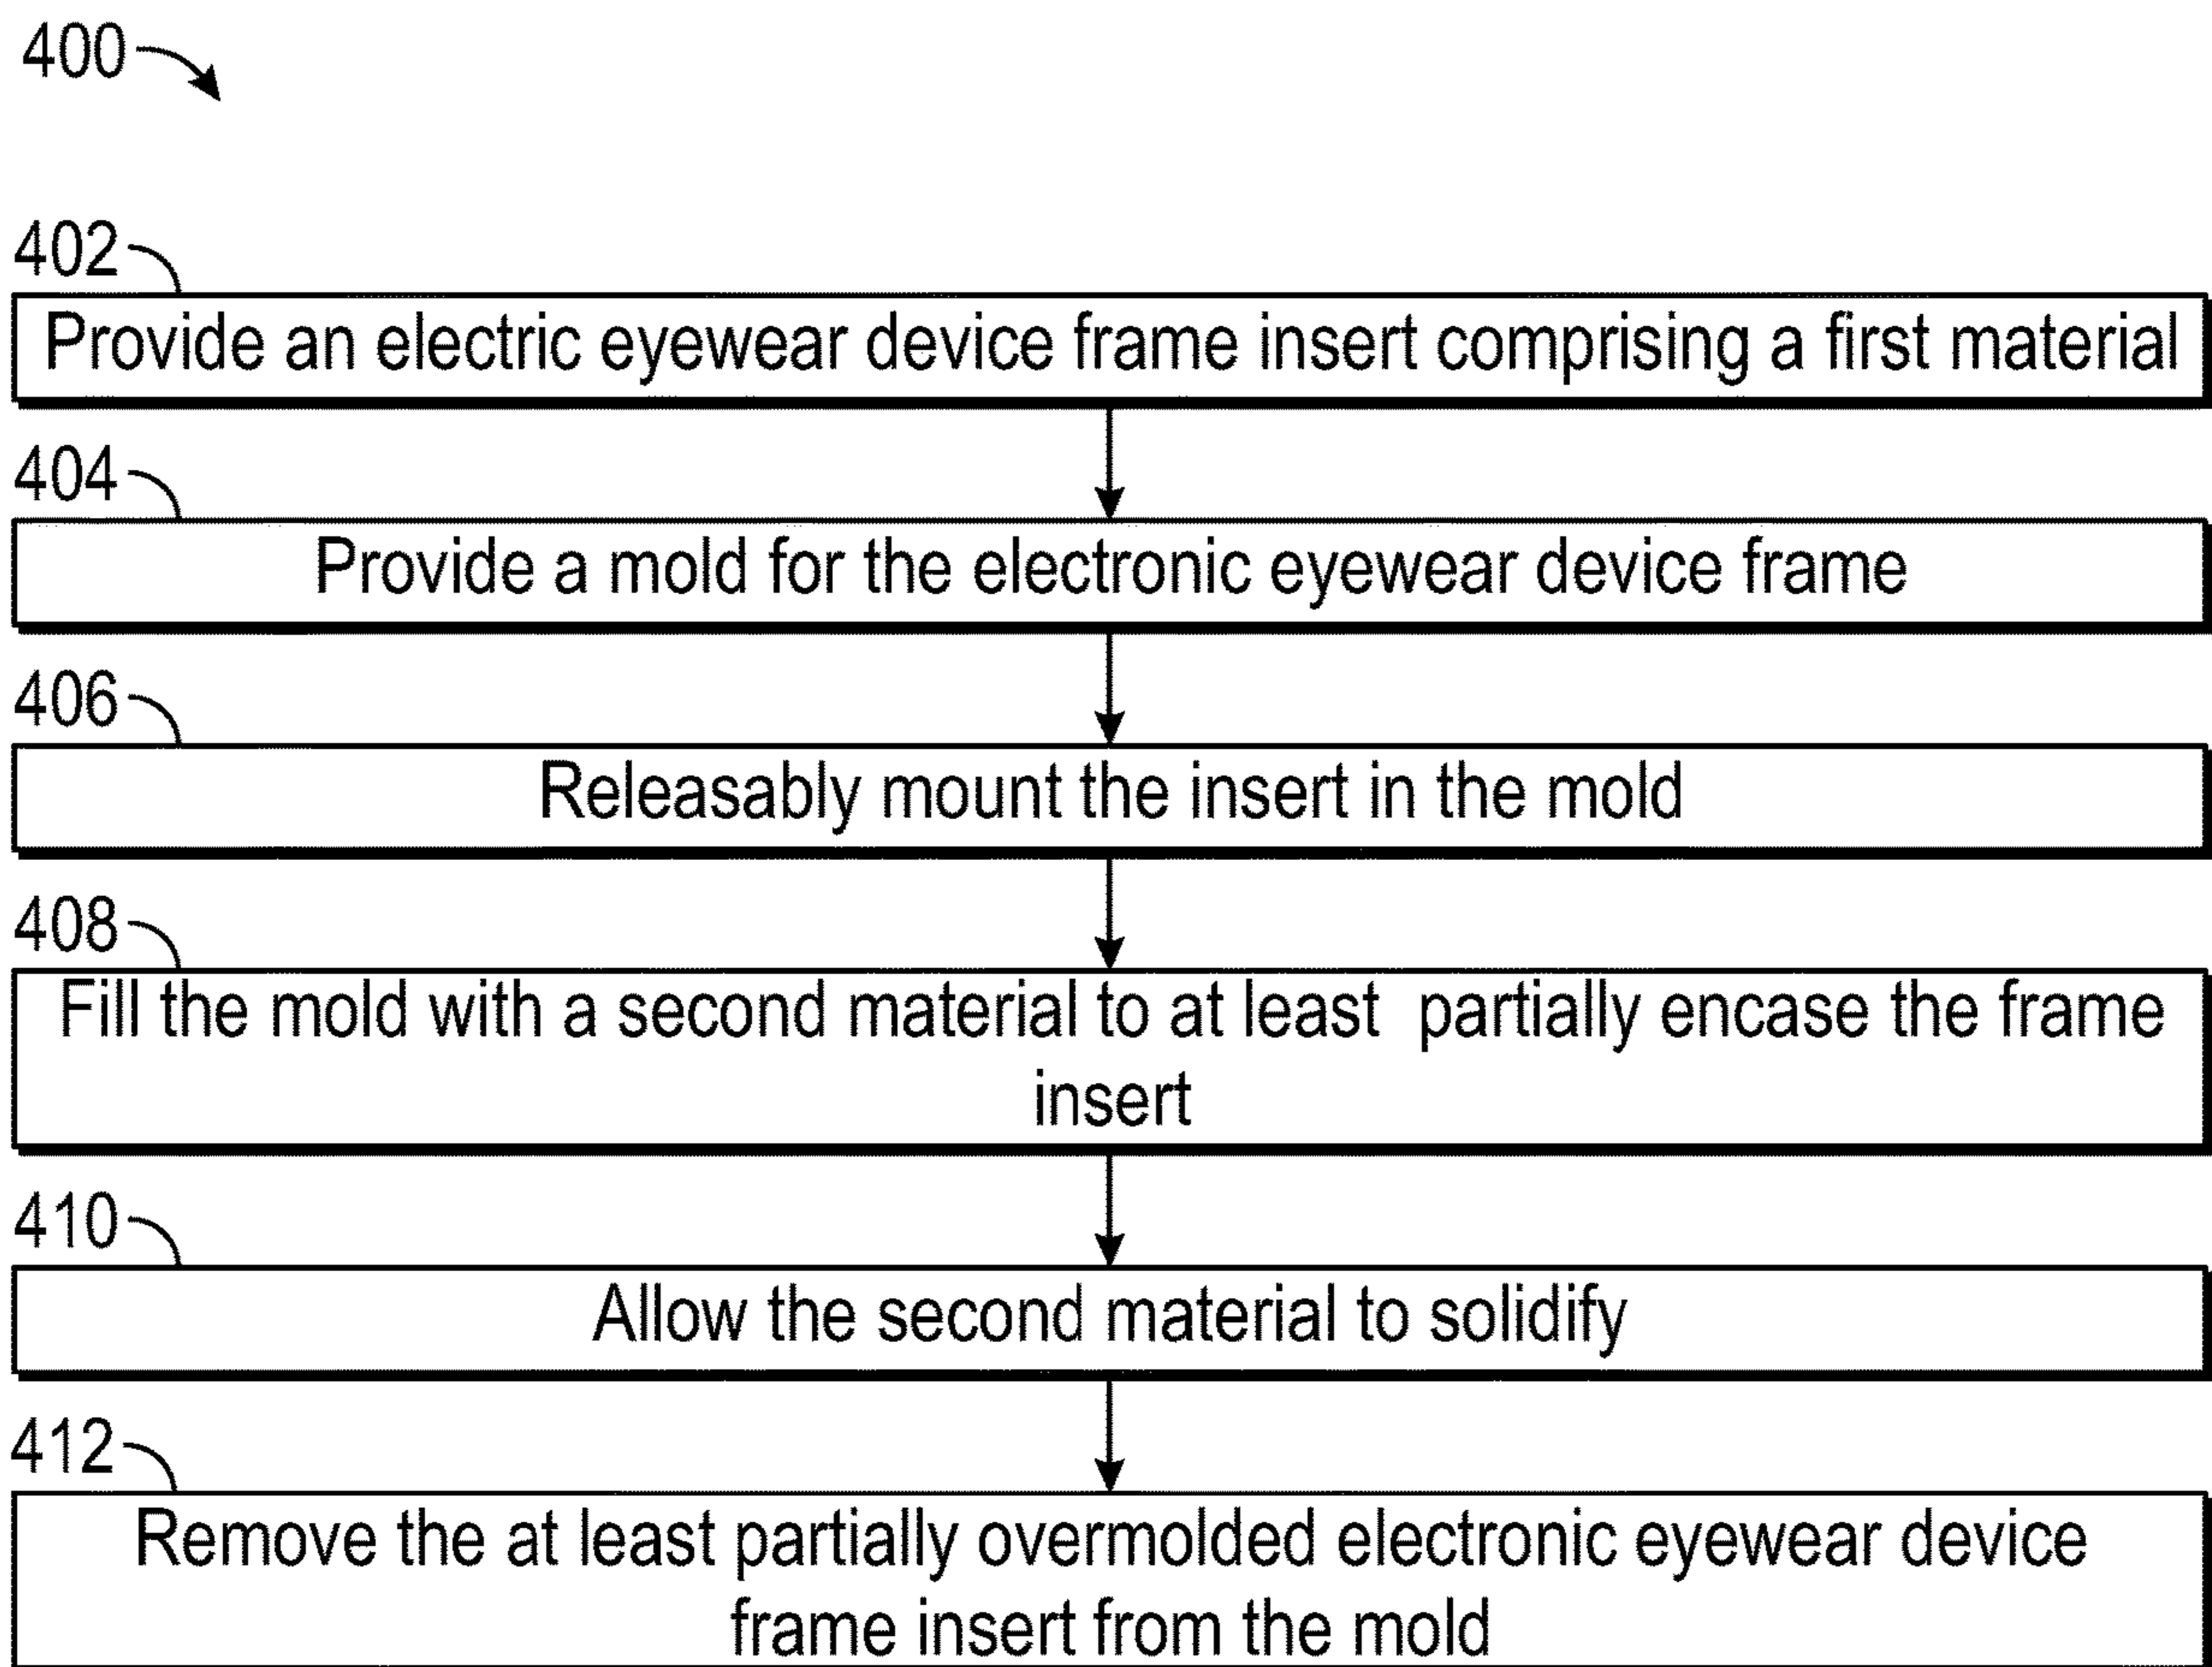 400
402
Provide an electric eyewear device frame insert comprising a first material
404
Provide a mold for the electronic eyewear device frame
406
Releasably mount the insert in the mold
408
Fill the mold with a second material to at least partially encase the frame
insert
410
Allow the second material to solidify
412
Remove the at least partially overmolded electronic eyewear device
frame insert from the mold